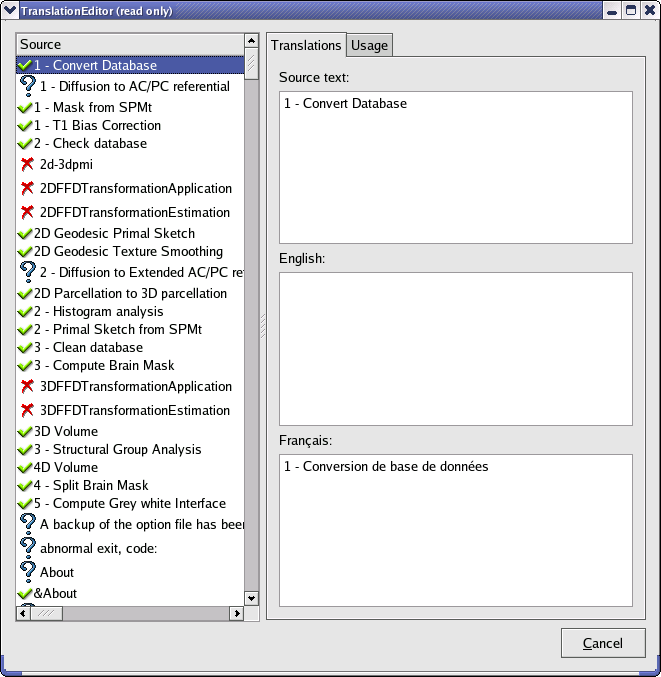 TranslationEditor (read only)
Source
1 - Convert Database
1 - Diffusion to AC/PC referential
1 - Mask from SPMt
1 - T1 Bias Correction
2 - Check database
2d-3dpmi
2DFFDTransformationApplication
2DFFDTransformationEstimation
2D Geodesic Primal Sketch
2D Geodesic Texture Smoothing
2 - Diffusion to Extended AC/PC re
2D Parcellation to 3D parcellation
2 - Histogram analysis
2 - Primal Sketch from SPMt
3 - Clean database
3 - Compute Brain Mask
3DFFDTransformationApplication
3DFFDTransformationEstimation
3D Volume
3 - Structural Group Analysis
4D Volume
4 - Split Brain Mask
5 - Compute Grey white Interface
A backup of the option file has been
abnormal exit, code:
About
&About
Translations
Usage
Source text:
1 - Convert Database
English:
Français:
1 - Conversion de base de données
Cancel